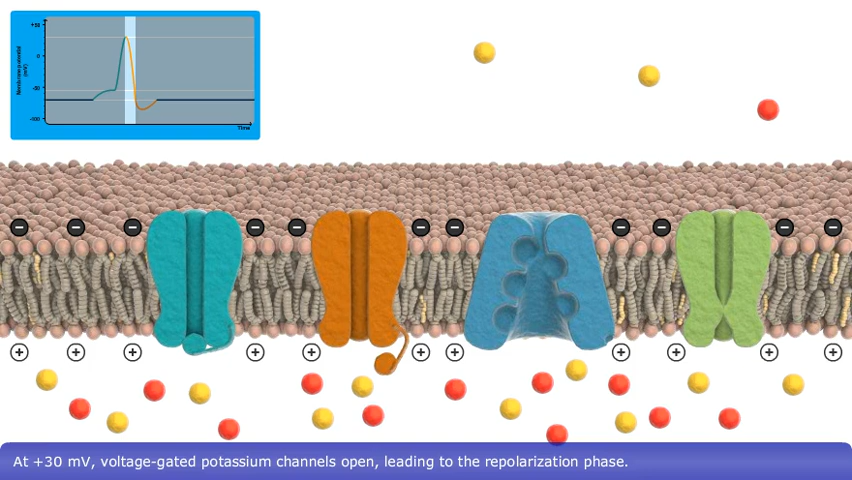 +50
0
-50
-100
Membrane potential
(mV)
Time
At +30 mV, voltage-gated potassium channels open, leading to the repolarization phase.